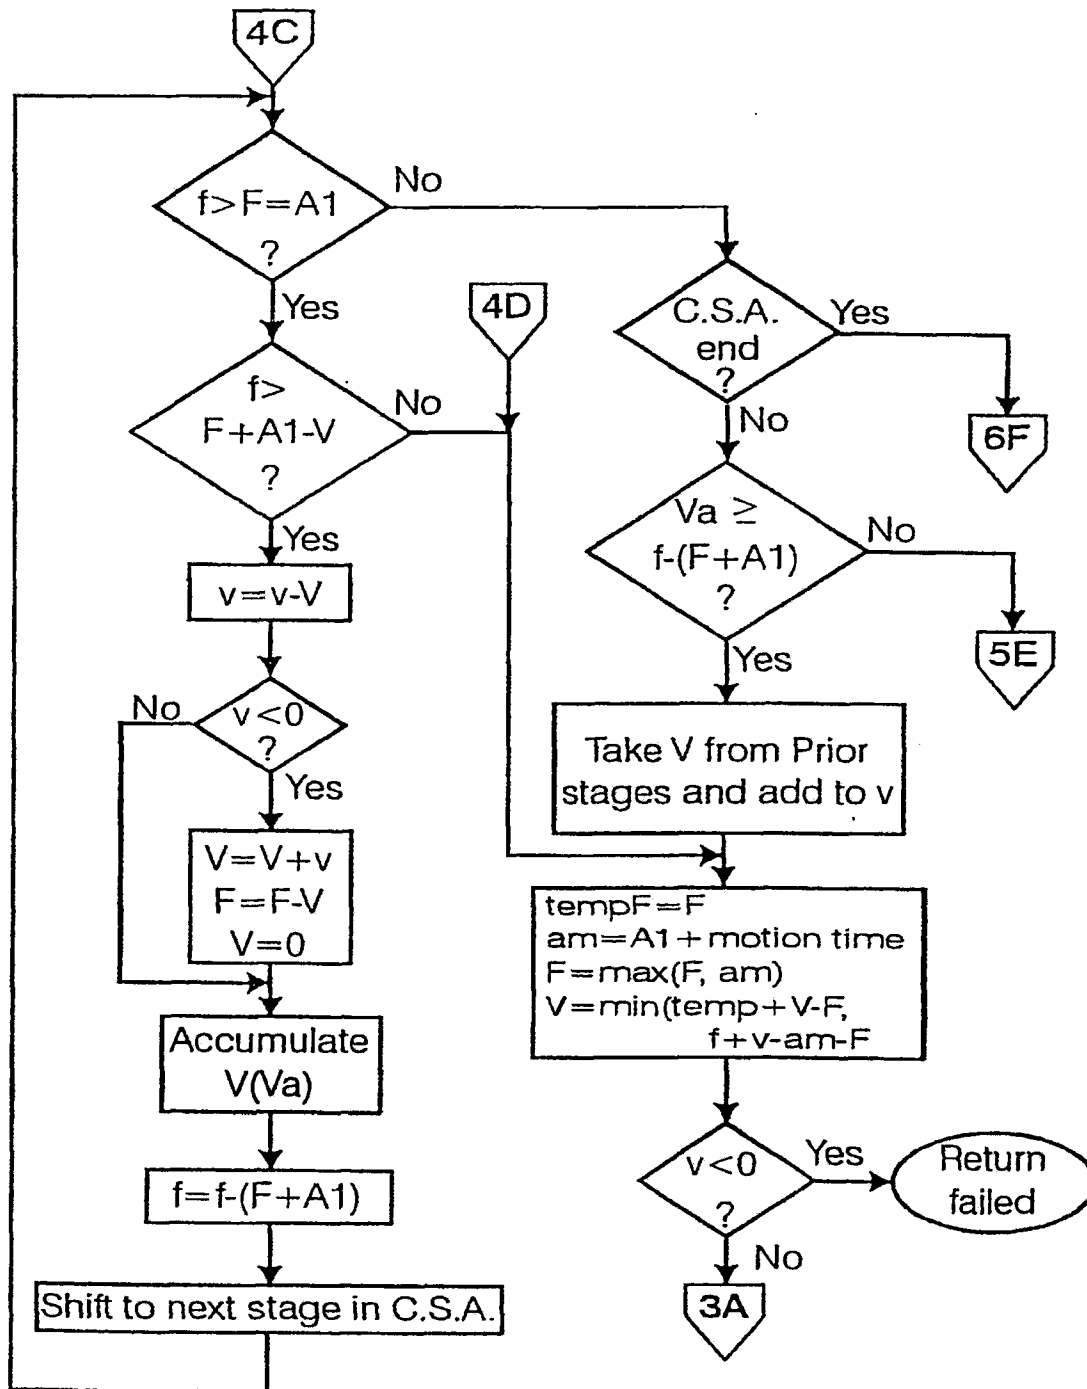 4C
f>F=A1
?
No
Yes
4D
C.S.A.
end
?
Yes
No
6F
f>
F+A1-V
?
No
Yes
Va ≥
f-(F+A1)
?
No
Yes
5E
v=v-V
v<0
?
No
Yes
V=V+v
F=F-V
V=0
Take V from Prior
stages and add to v
tempF=F
am=A1+motion time
F=max(F, am)
V=min(temp+V-F,
f+v-am-F
Accumulate
V(Va)
f=f-(F+A1)
Shift to next stage in C.S.A.
v<0
?
Yes
No
Return
failed
3A